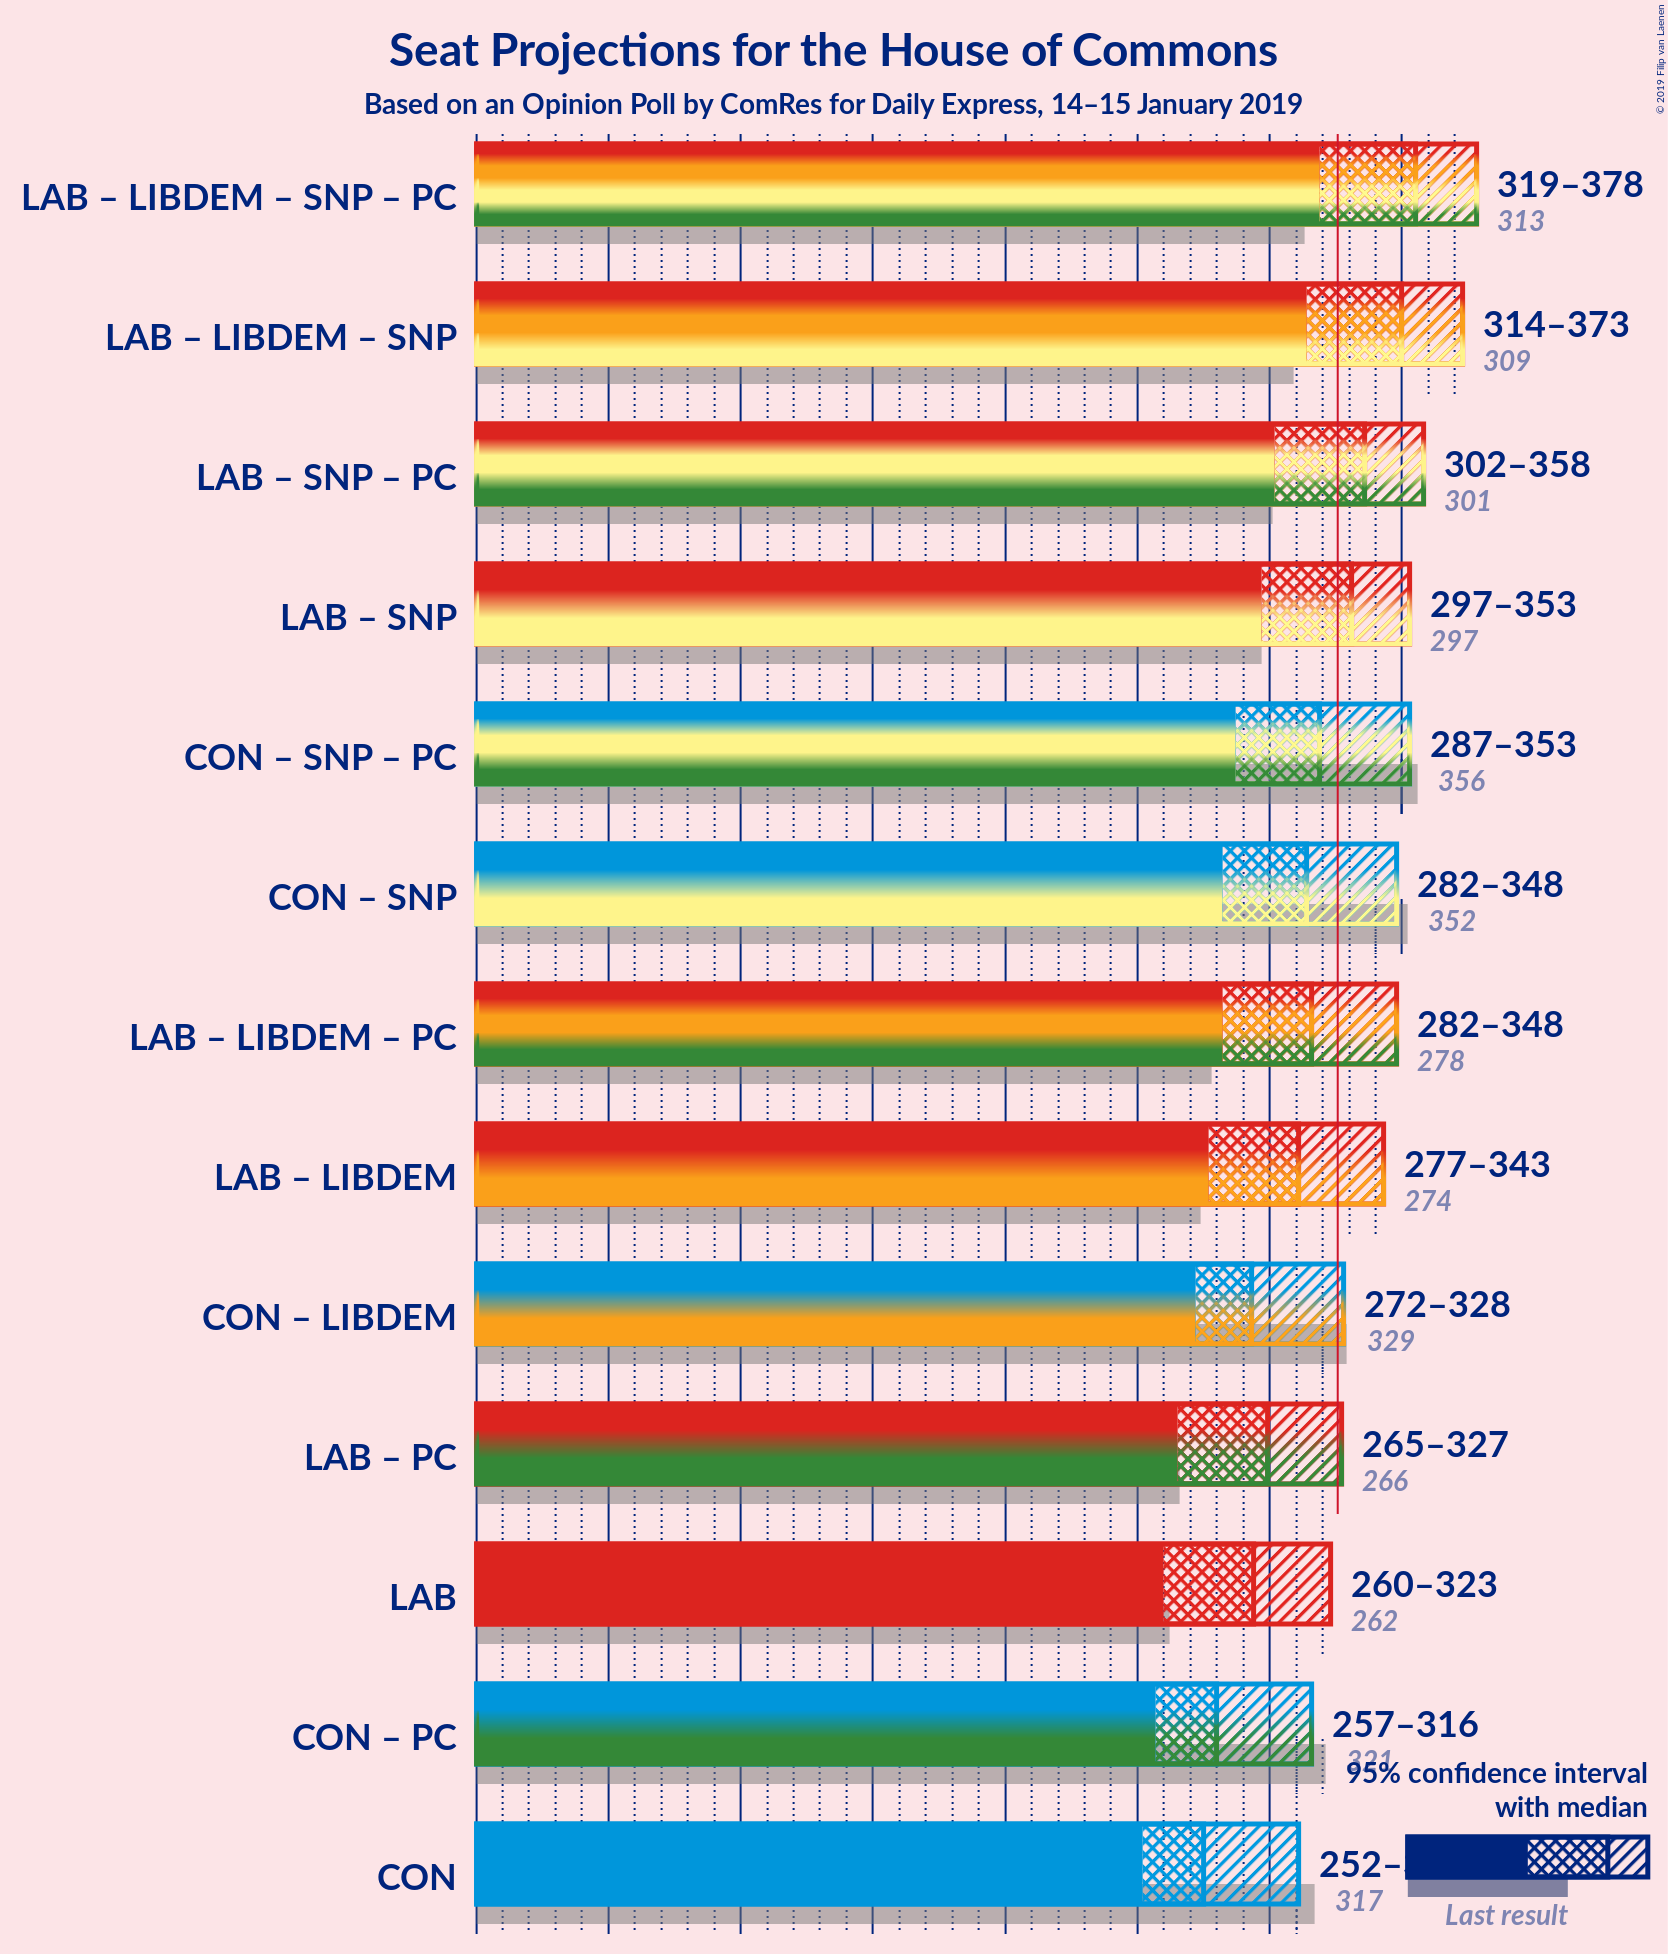 © 2019 Filip van Laenen
Seat Projections for the House of Commons
Based on an Opinion Poll by ComRes for Daily Express, 14–15 January 2019
LAB – LIBDEM – SNP – PC
319–378
313
LAB – LIBDEM – SNP
314–373
309
LAB – SNP – PC
302–358
301
LAB – SNP
297–353
297
CON – SNP – PC
287–353
356
CON – SNP
282–348
352
LAB – LIBDEM – PC
282–348
278
LAB – LIBDEM
277–343
274
CON – LIBDEM
272–328
329
LAB – PC
265–327
266
LAB
260–323
262
CON – PC
257–316
321
95% confidence interval
with median
CON
252–
317
Last result